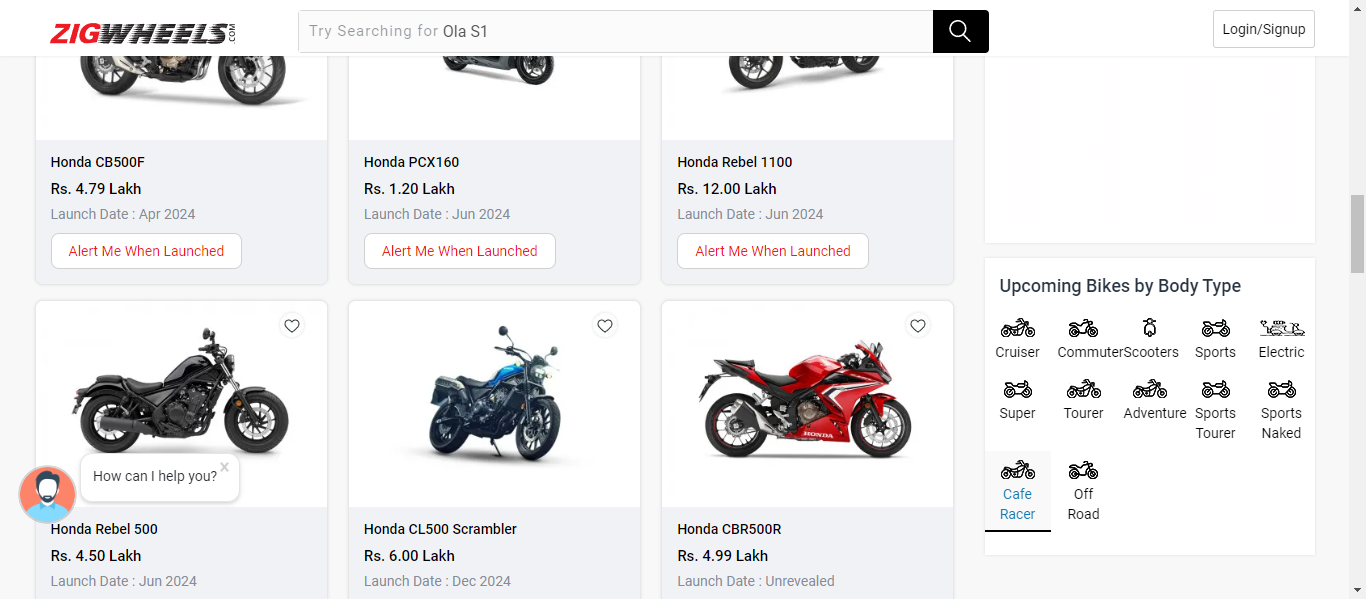 ZIGWHEELS.COM
Try Searching for Ola S1
Login/Signup
Honda CB500F
Rs. 4.79 Lakh
Launch Date : Apr 2024
Alert Me When Launched
Honda PCX160
Rs. 1.20 Lakh
Launch Date : Jun 2024
Alert Me When Launched
Honda Rebel 1100
Rs. 12.00 Lakh
Launch Date : Jun 2024
Alert Me When Launched
Honda Rebel 500
Rs. 4.50 Lakh
Launch Date : Jun 2024
Honda CL500 Scrambler
Rs. 6.00 Lakh
Launch Date : Dec 2024
HONDA
Honda CBR500R
Rs. 4.99 Lakh
Launch Date : Unrevealed
How can I help you?
Upcoming Bikes by Body Type
Cruiser
Commuter
Scooters
Sports
Electric
Super
Tourer
Adventure
Sports
Tourer
Sports
Naked
Cafe
Racer
Off
Road